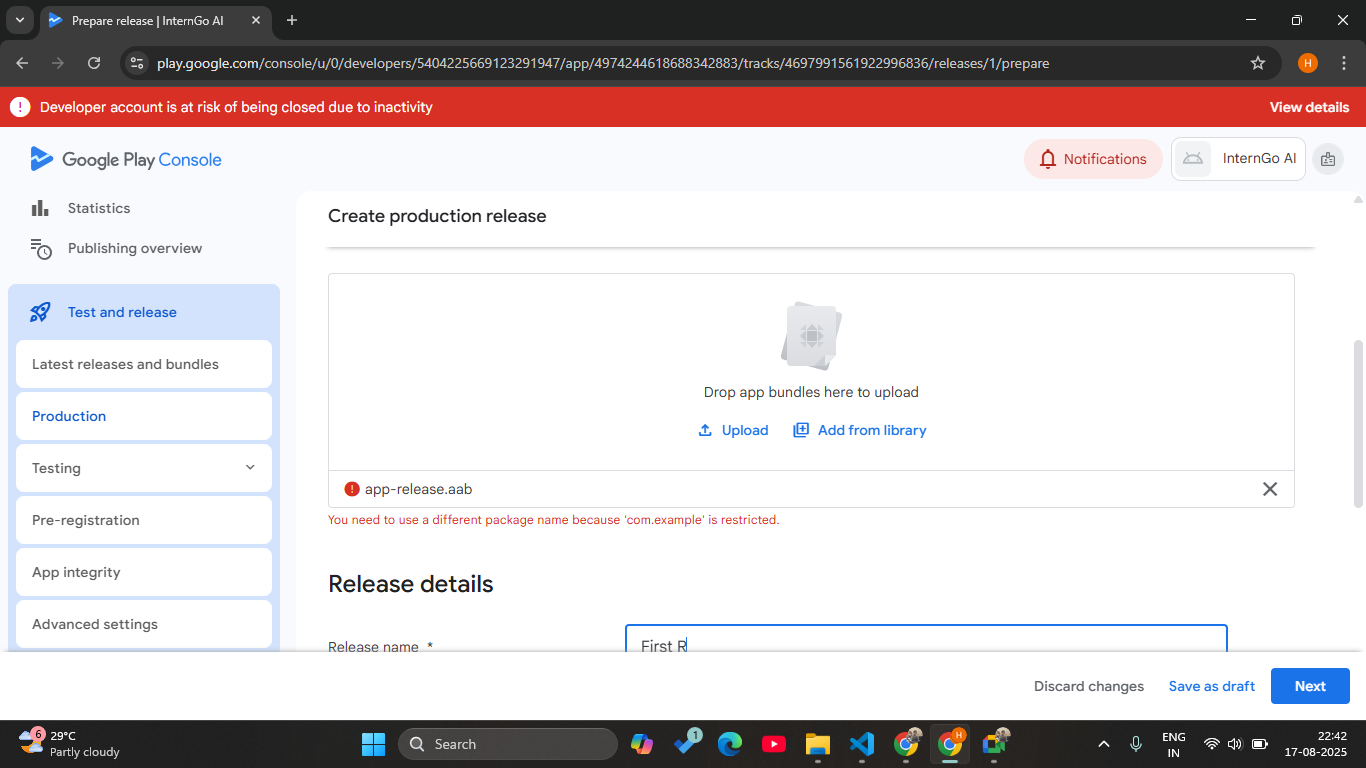 Prepare release | InternGo AI
play.google.com/console/u/0/developers/5404225669123291947/app/4974244618688342883/tracks/4697991561922996836/releases/1/prepare
H
Developer account is at risk of being closed due to inactivity
View details
Google Play Console
Notifications
InternGo AI
Statistics
Publishing overview
Test and release
Latest releases and bundles
Production
Testing
Pre-registration
App integrity
Advanced settings
Create production release
Drop app bundles here to upload
Upload
Add from library
app-release.aab
You need to use a different package name because 'com.example' is restricted.
Release details
Release name *
First R
Discard changes
Save as draft
Next
6
29°C
Partly cloudy
Search
1
H
ENG
IN
22:42
17-08-2025